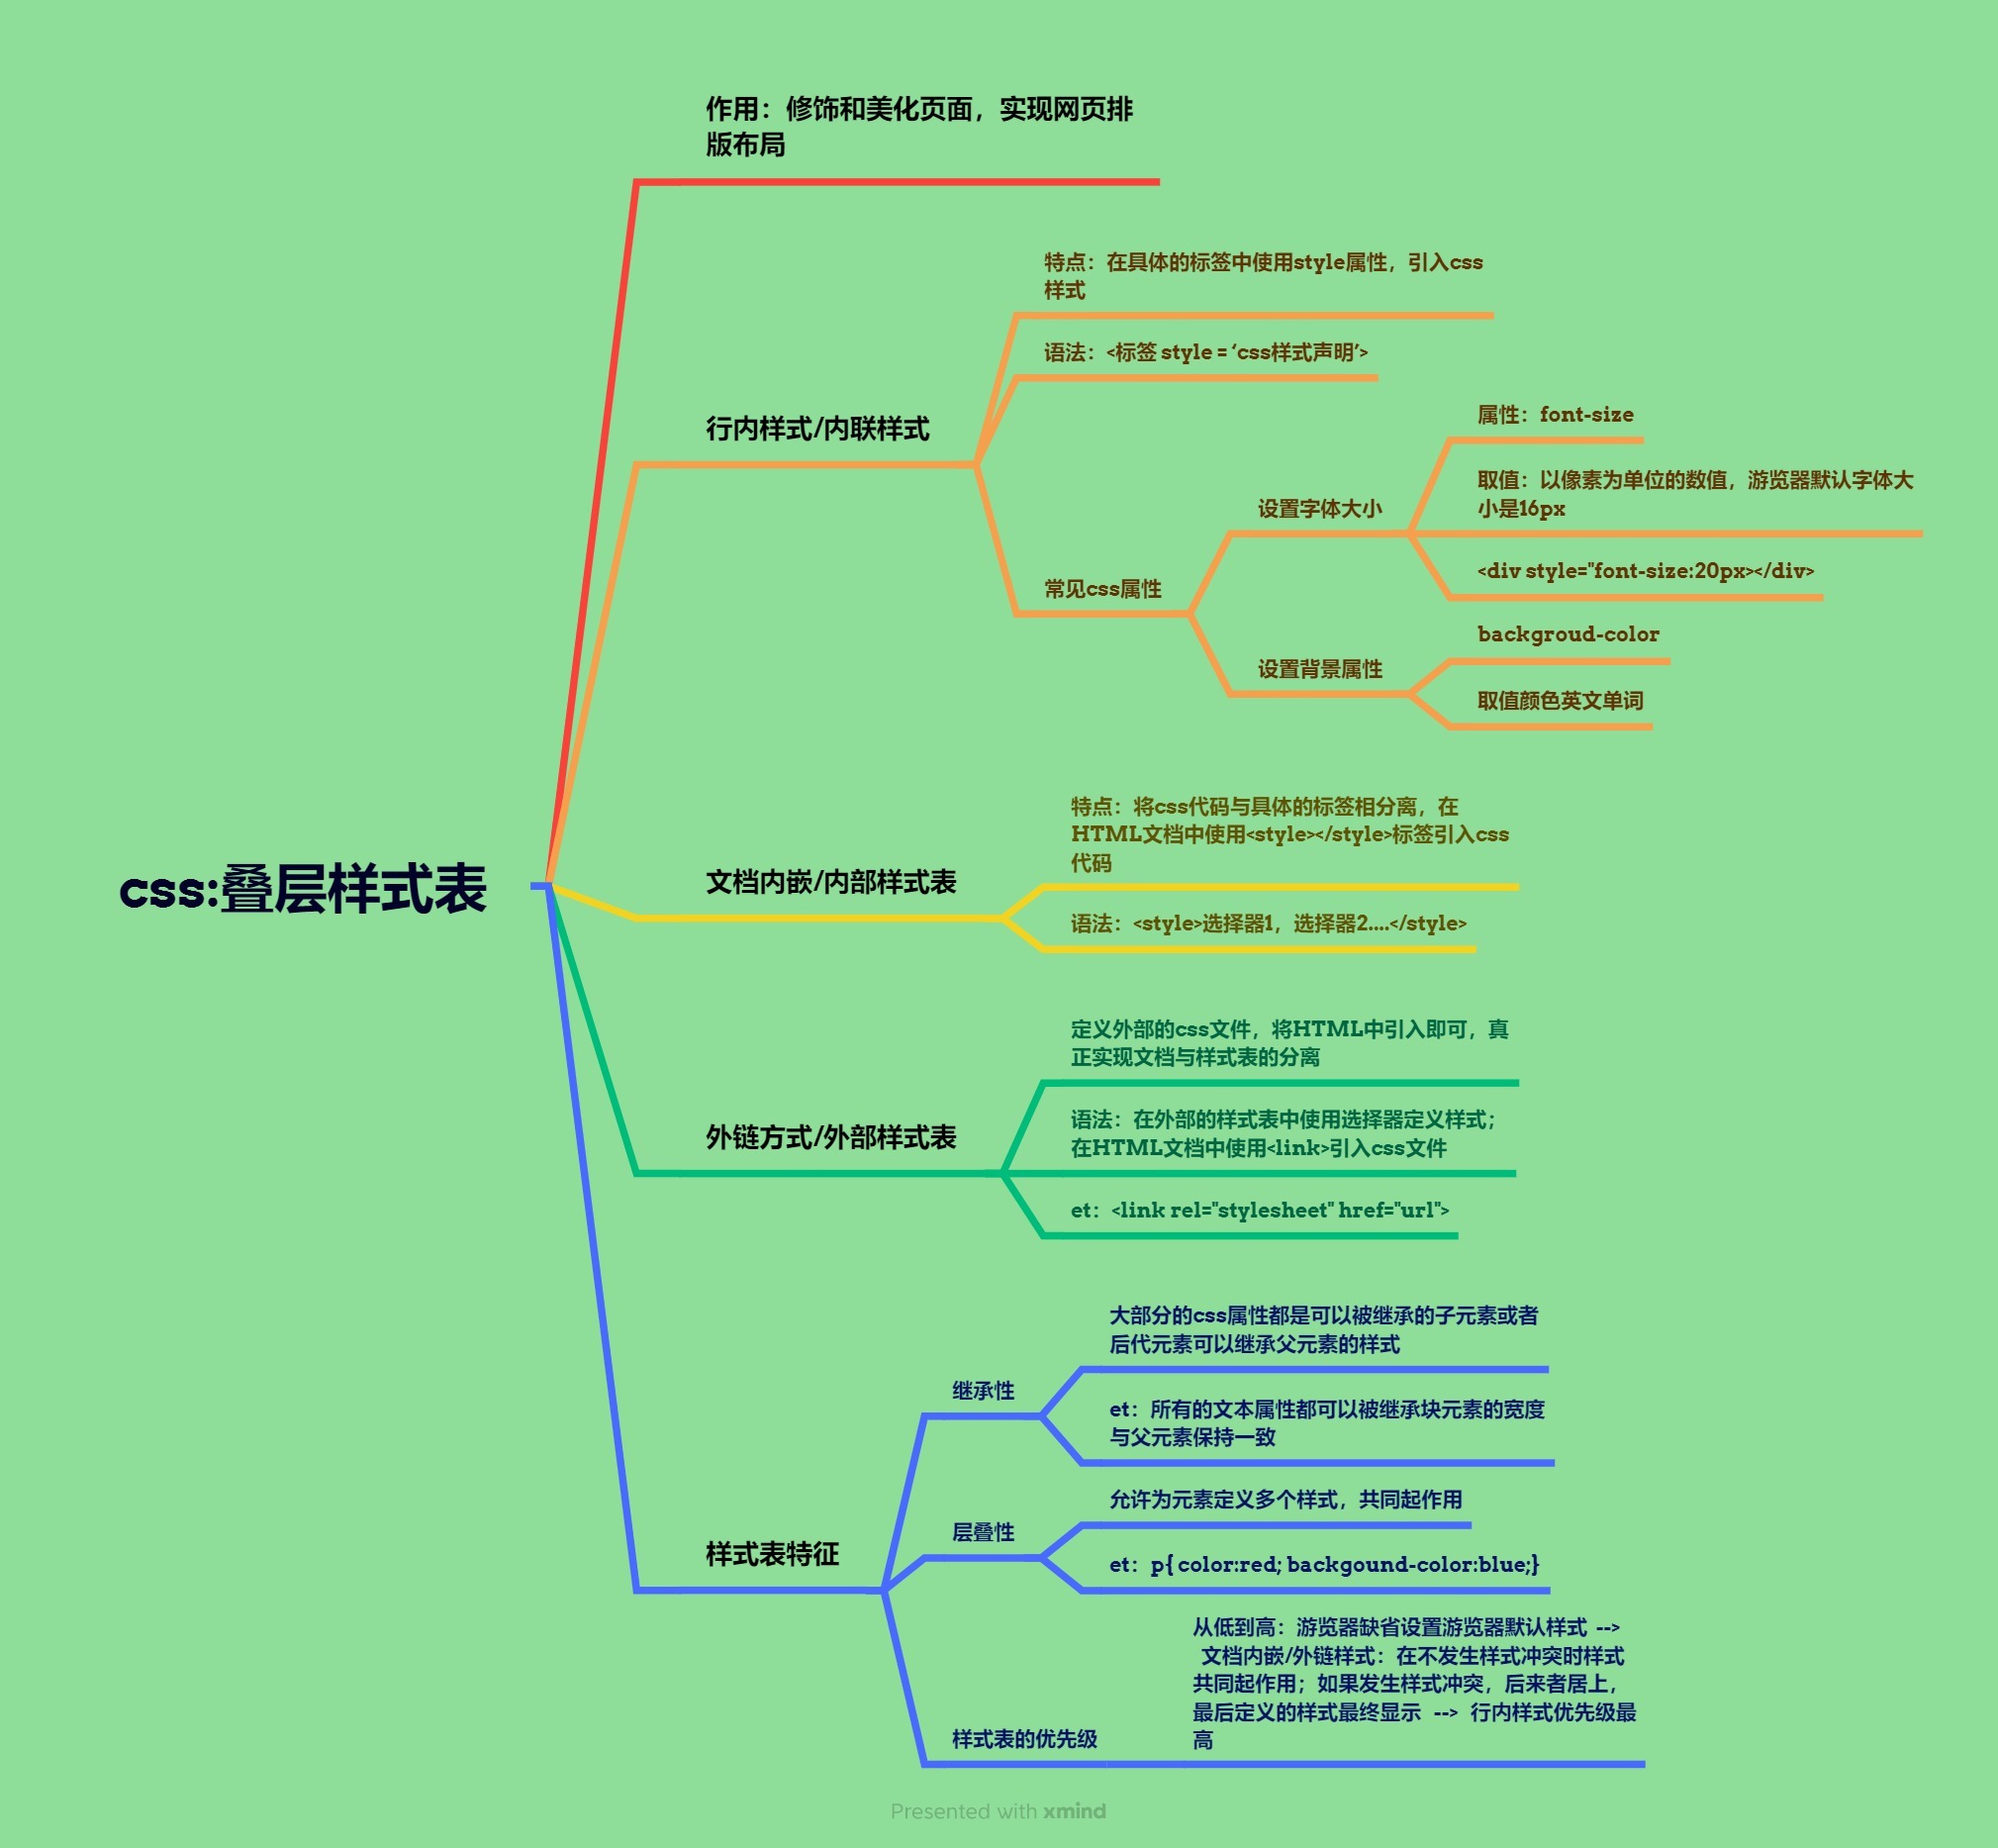 作用：修饰和美化页面，实现网页排
版布局
特点：在具体的标签中使用style属性，引入css
样式
语法：<标签 style = ‘css样式声明’>
行内样式/内联样式
属性：font-size
取值：以像素为单位的数值，游览器默认字体大
小是16px
设置字体大小
<div style="font-size:20px></div>
常见css属性
backgroud-color
设置背景属性
取值颜色英文单词
css:叠层样式表
特点：将css代码与具体的标签相分离，在
HTML文档中使用<style></style>标签引入css
代码
文档内嵌/内部样式表
语法：<style>选择器1，选择器2....</style>
定义外部的css文件，将HTML中引入即可，真
正实现文档与样式表的分离
外链方式/外部样式表
语法：在外部的样式表中使用选择器定义样式；
在HTML文档中使用<link>引入css文件
et：<link rel="stylesheet" href="url">
大部分的css属性都是可以被继承的子元素或者
后代元素可以继承父元素的样式
继承性
et：所有的文本属性都可以被继承块元素的宽度
与父元素保持一致
允许为元素定义多个样式，共同起作用
层叠性
et：p{ color:red; backgound-color:blue;}
样式表特征
从低到高：游览器缺省设置游览器默认样式 -->
文档内嵌/外链样式：在不发生样式冲突时样式
共同起作用；如果发生样式冲突，后来者居上，
最后定义的样式最终显示 --> 行内样式优先级最
高
样式表的优先级
Presented with xmind